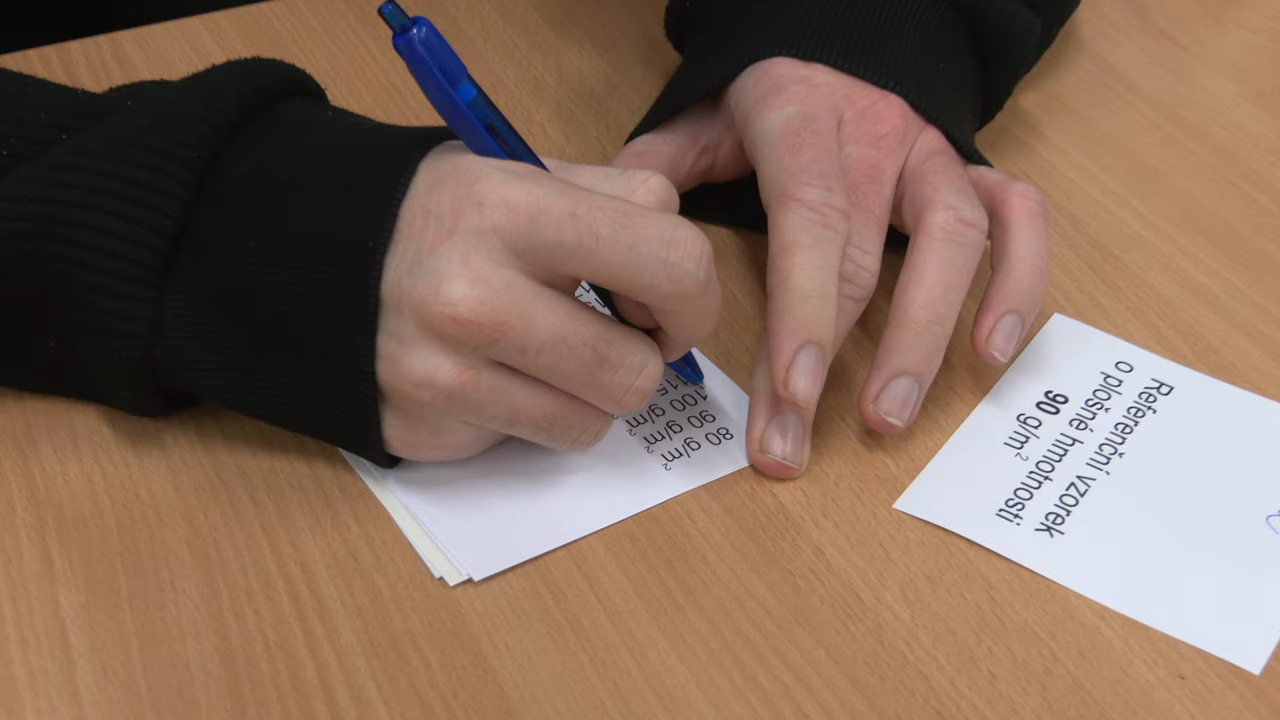 80 g/m²
90 g/m²
100 g/m²
Referenční vzorek
o plošné hmotnosti
90 g/m²